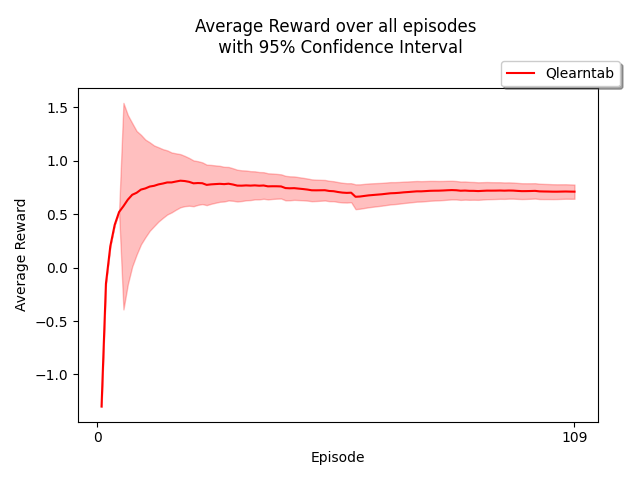 Average Reward over all episodes
with 95% Confidence Interval
Qlearntab
1.5
1.0
0.5
0.0
−0.5
−1.0
Average Reward
0
109
Episode